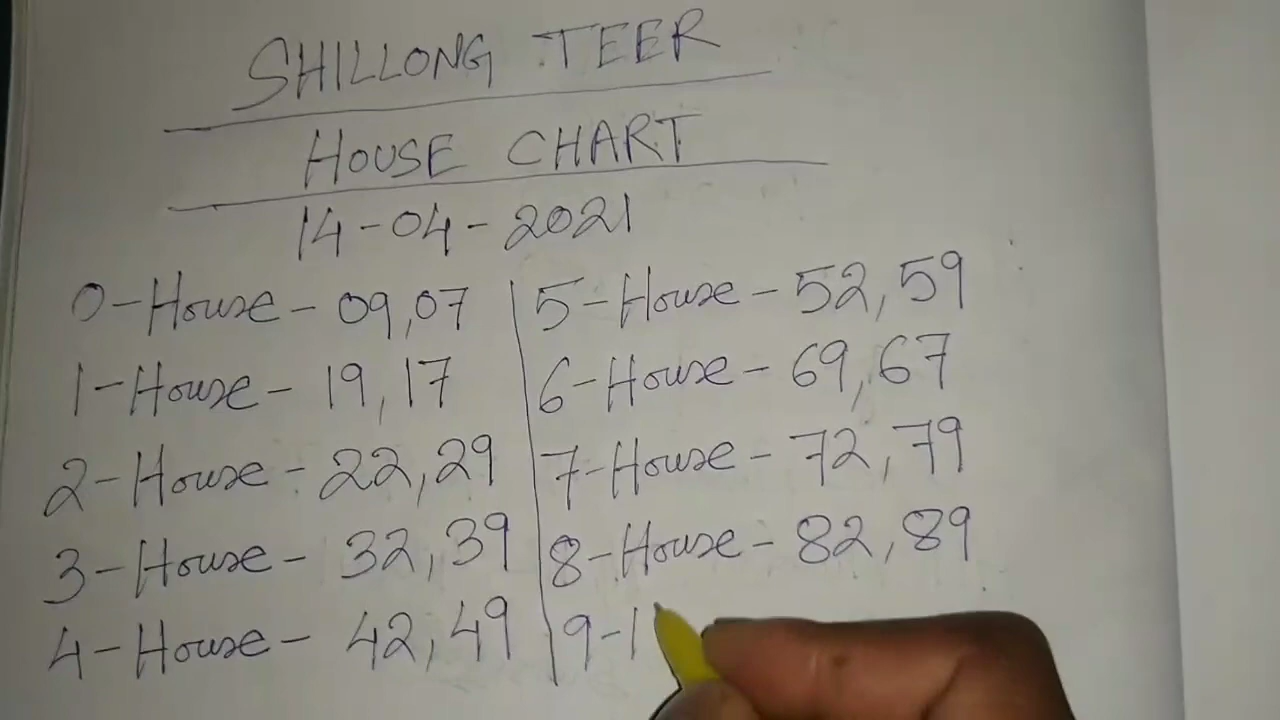 SHILLONG TEER
HOUSE CHART
14-04-2021
0-House-09,07
1-House-19,17
2-House-22,29
3-House-32,39
4-House-42,49
5-House-52,59
6-House-69,67
7-House-72,79
8-House-82,89
9-